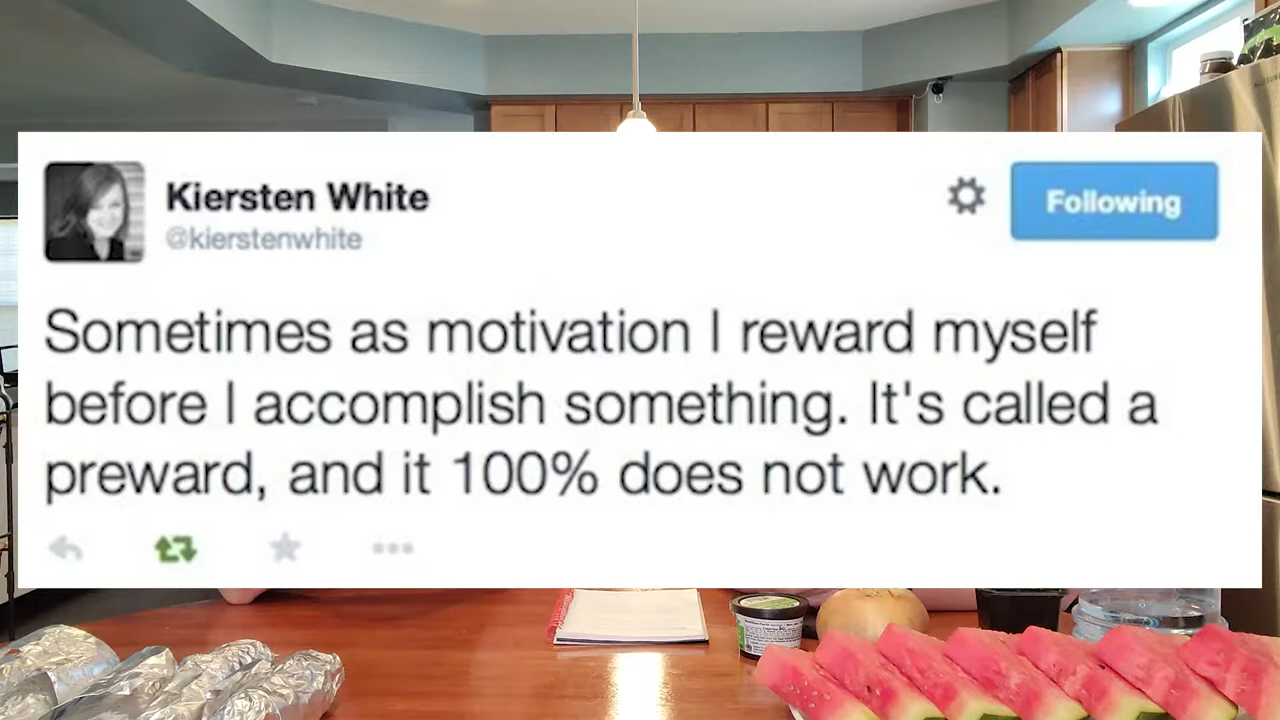 Kiersten White
@kierstenwhite
Following
Sometimes as motivation I reward myself
before I accomplish something. It's called a
preward, and it 100% does not work.